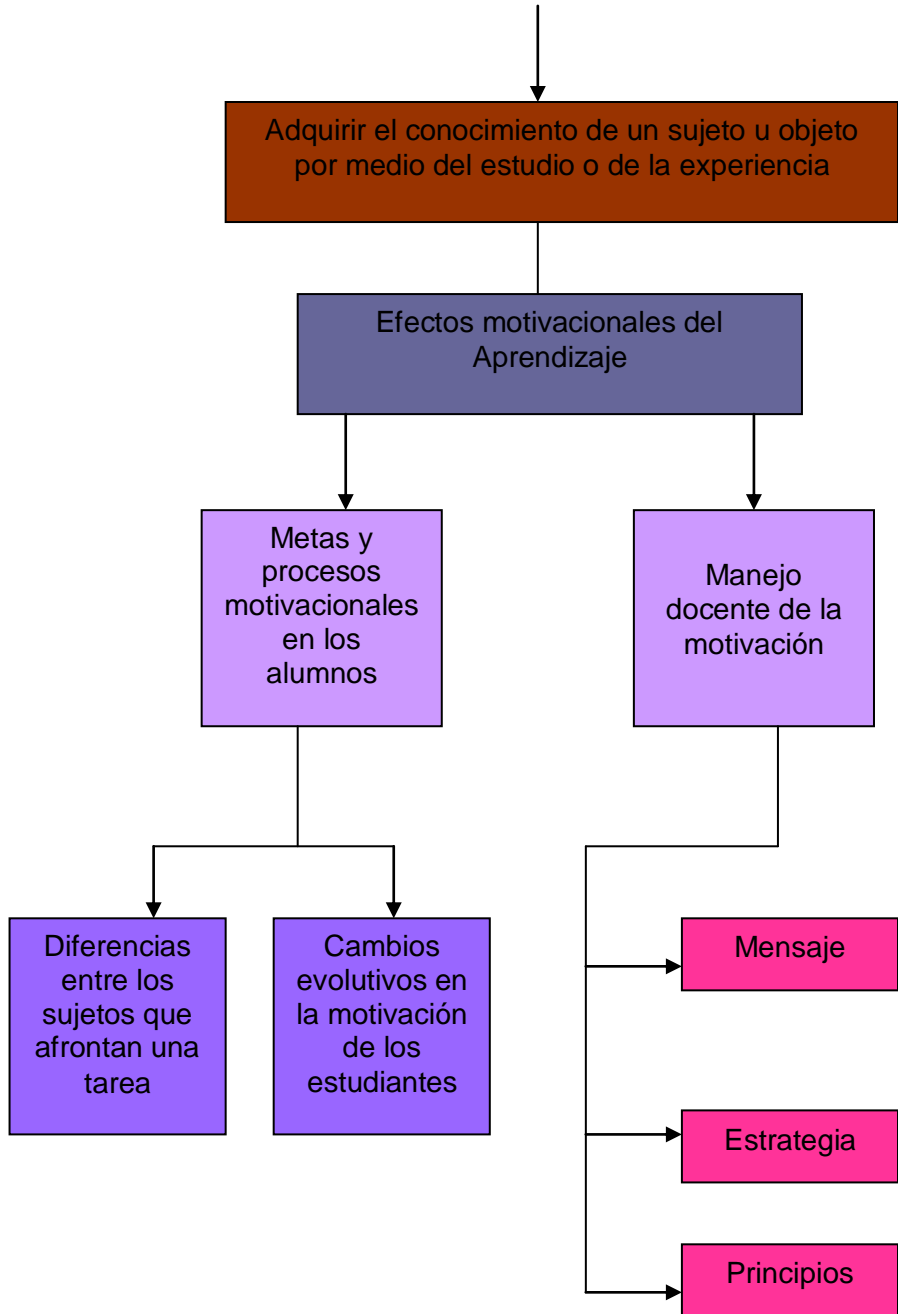 Adquirir el conocimiento de un sujeto u objeto
por medio del estudio o de la experiencia
Efectos motivacionales del
Aprendizaje
Metas y
procesos
motivacionales
en los
alumnos
Manejo
docente de la
motivación
Diferencias
entre los
sujetos que
afrontan una
tarea
Cambios
evolutivos en
la motivación
de los
estudiantes
Mensaje
Estrategia
Principios